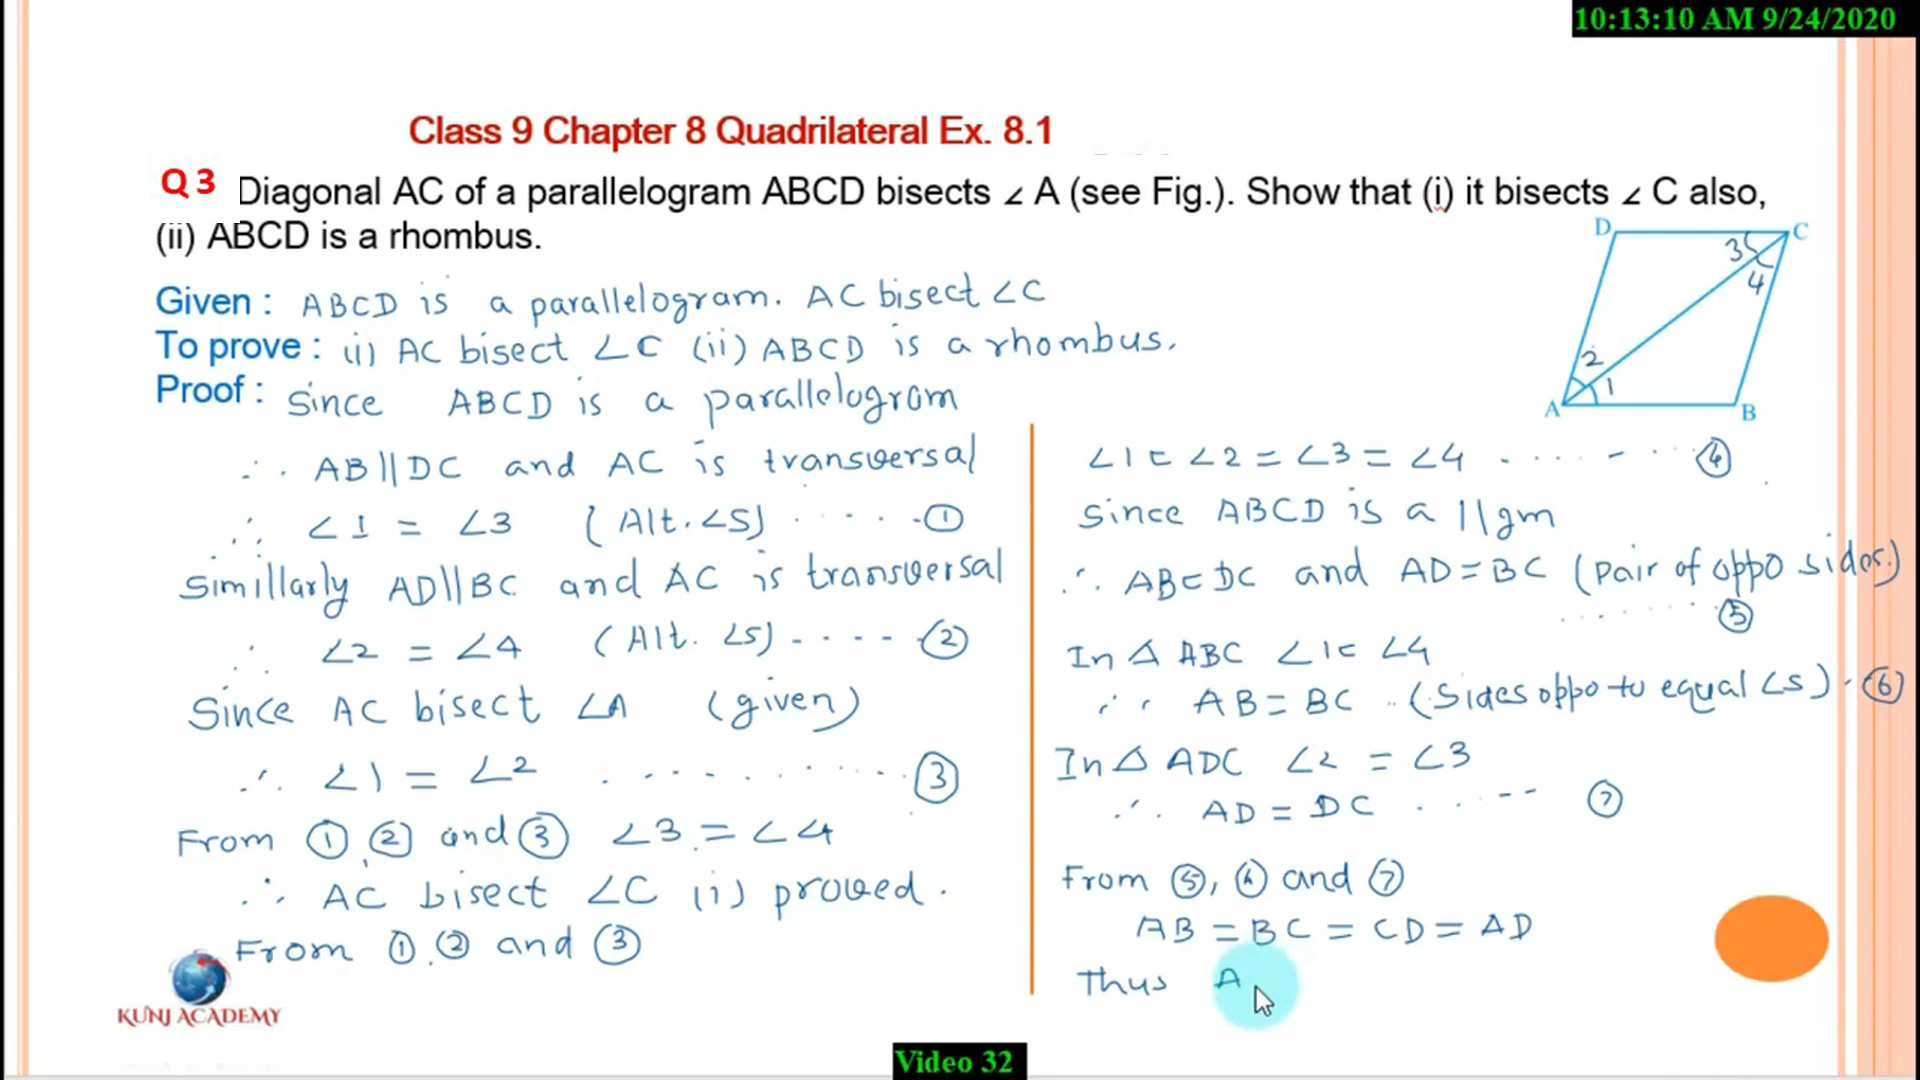 10:13:10 AM 9/24/2020
Class 9 Chapter 8 Quadrilateral Ex. 8.1
Q 3 Diagonal AC of a parallelogram ABCD bisects ∠ A (see Fig.). Show that (i) it bisects ∠ C also,
(ii) ABCD is a rhombus.
D C
3
4
2
1
A B
Given : ABCD is a parallelogram. AC bisect ∠C
To prove : (i) AC bisect ∠C (ii) ABCD is a rhombus.
Proof : Since ABCD is a parallelogram
∴ AB||DC and AC is transversal
∴ ∠1 = ∠3 (Alt. ∠S) ..... ①
Simillarly AD||BC and AC is transversal
∴ ∠2 = ∠4 (Alt. ∠S) ---- ②
Since AC bisect ∠A (given)
∴ ∠1 = ∠2 .......... ③
From ①, ② and ③ ∠3 = ∠4
∴ AC bisect ∠C (i) proved.
From ①, ② and ③
∠1 = ∠2 = ∠3 = ∠4 ....... ④
Since ABCD is a ||gm
∴ AB = DC and AD = BC (Pair of oppo sides.)
....... ⑤
In △ ABC ∠1 = ∠4
∴ AB = BC (Sides oppo to equal ∠S). ⑥
In △ ADC ∠2 = ∠3
∴ AD = DC ..... ⑦
From ⑤, ⑥ and ⑦
AB = BC = CD = AD
Thus A
KUNJ ACADEMY
Video 32